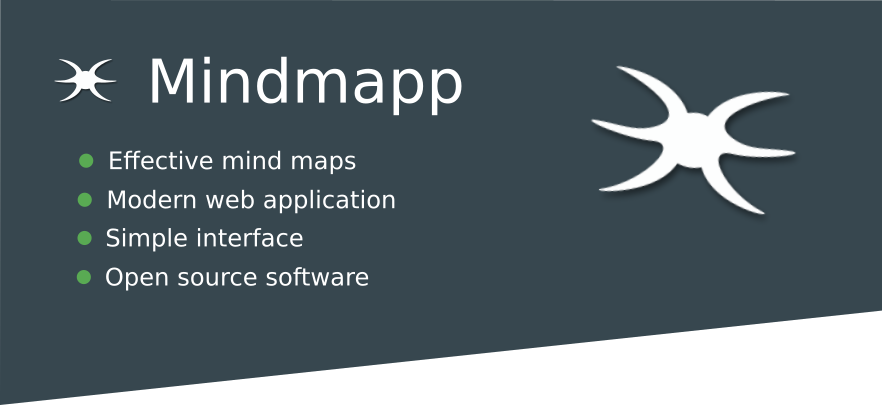 Mindmapp
Effective mind maps
Modern web application
Simple interface
Open source software